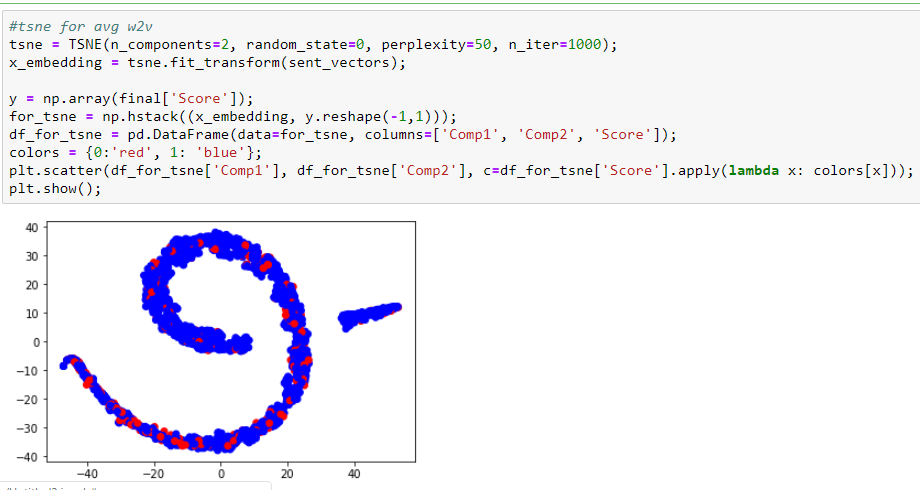 #tsne for avg w2v
tsne = TSNE(n_components=2, random_state=0, perplexity=50, n_iter=1000);
x_embedding = tsne.fit_transform(sent_vectors);
y = np.array(final['Score']);
for_tsne = np.hstack((x_embedding, y.reshape(-1,1)));
df_for_tsne = pd.DataFrame(data=for_tsne, columns=['Comp1', 'Comp2', 'Score']);
colors = {0:'red', 1: 'blue'};
plt.scatter(df_for_tsne['Comp1'], df_for_tsne['Comp2'], c=df_for_tsne['Score'].apply(lambda x: colors[x]));
plt.show();
40
30
20
10
0
−10
−20
−30
−40
−40 −20 0 20 40